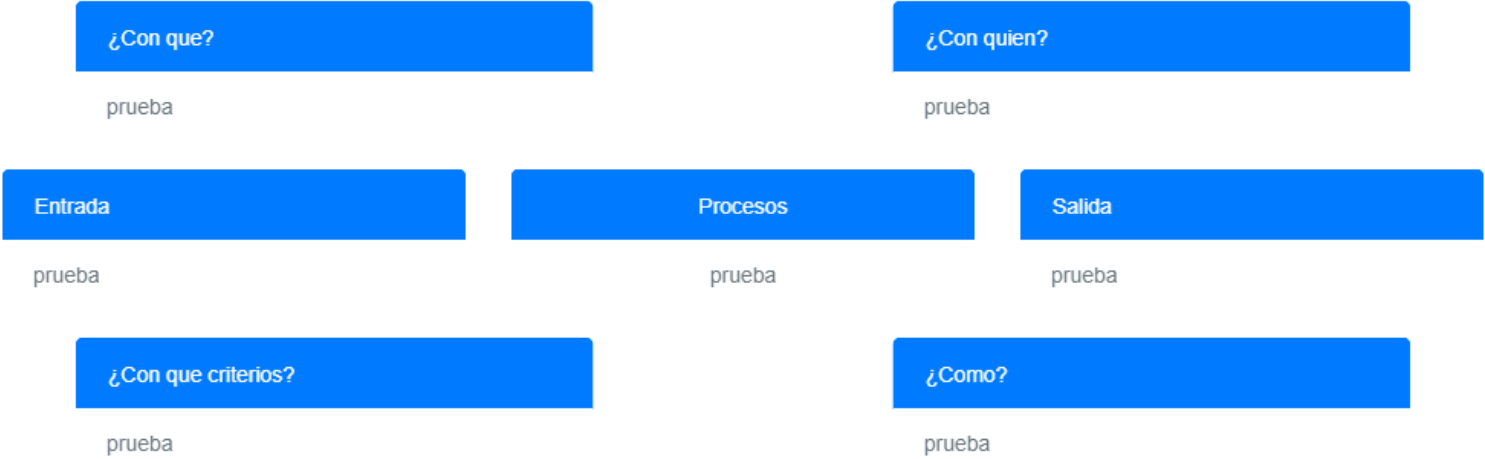 ¿Con que?
¿Con quien?
prueba
prueba
Entrada
Procesos
Salida
prueba
prueba
prueba
¿Con que criterios?
¿Como?
prueba
prueba